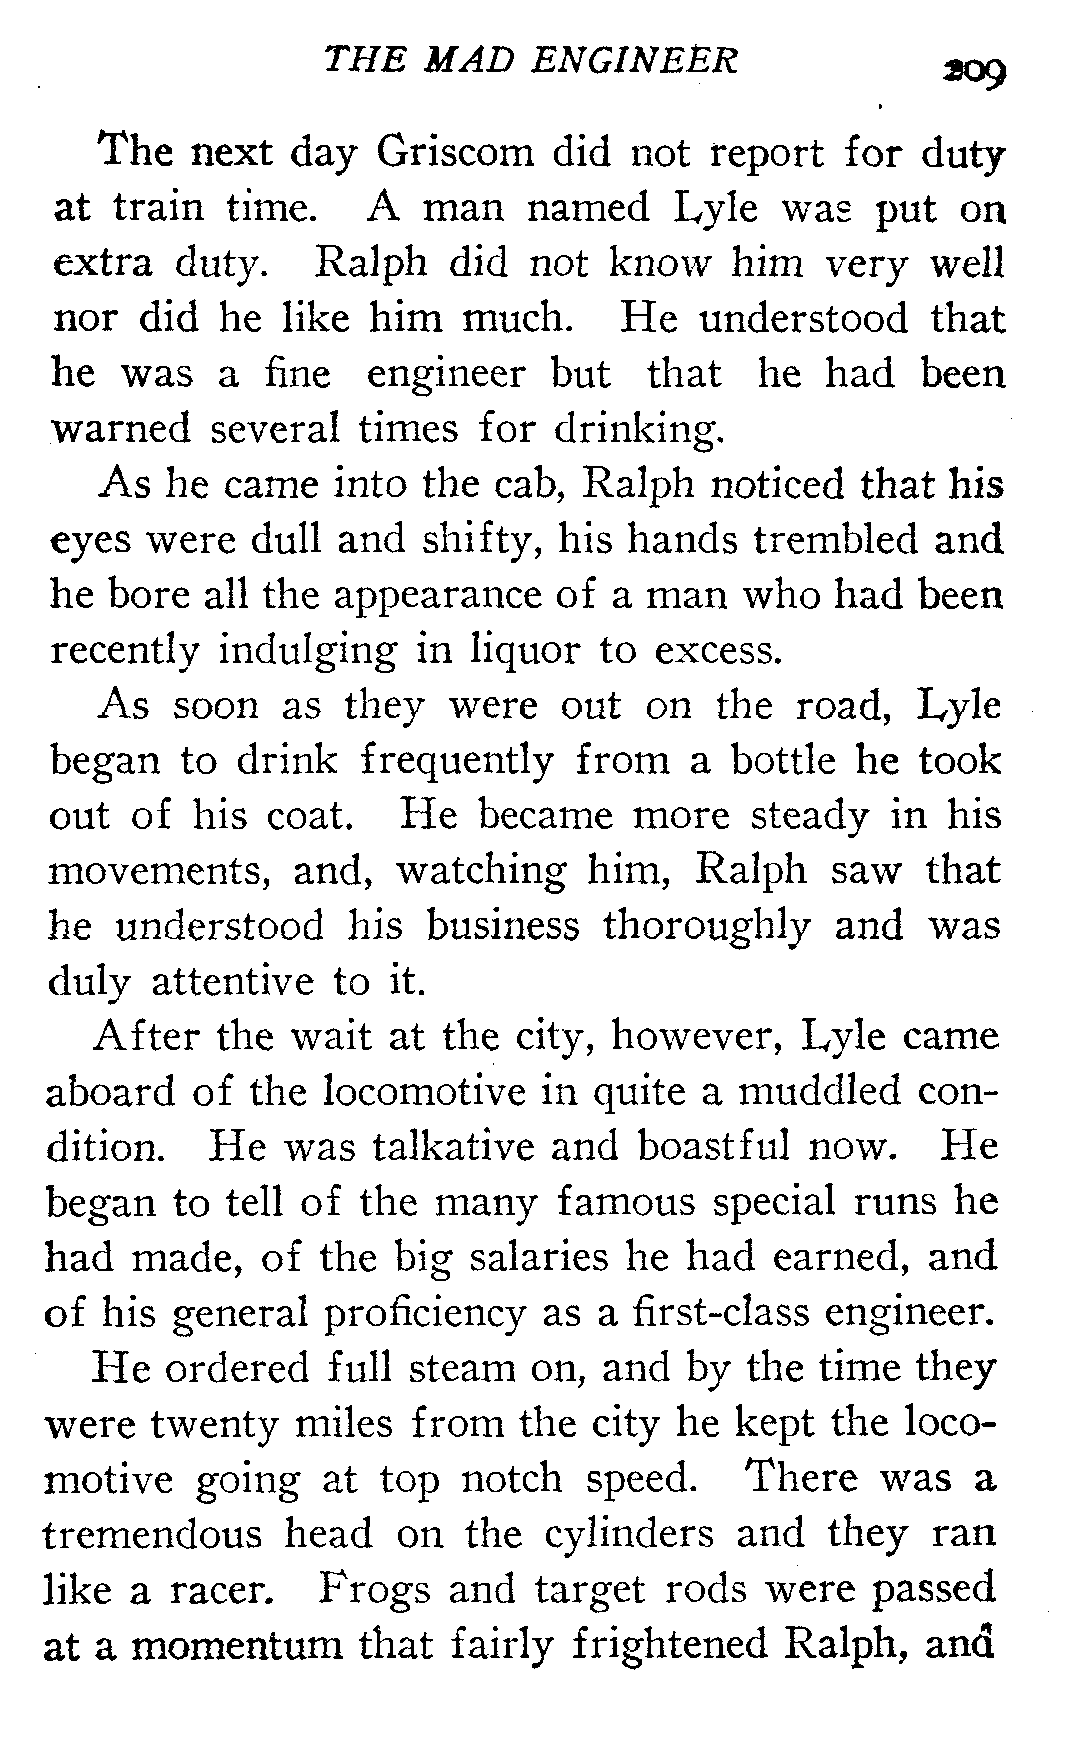 THE MAD ENGINEER 209
The next day Griscom did not report for duty
at train time. A man named Lyle was put on
extra duty. Ralph did not know him very well
nor did he like him much. He understood that
he was a fine engineer but that he had been
warned several times for drinking.
As he came into the cab, Ralph noticed that his
eyes were dull and shifty, his hands trembled and
he bore all the appearance of a man who had been
recently indulging in liquor to excess.
As soon as they were out on the road, Lyle
began to drink frequently from a bottle he took
out of his coat. He became more steady in his
movements, and, watching him, Ralph saw that
he understood his business thoroughly and was
duly attentive to it.
After the wait at the city, however, Lyle came
aboard of the locomotive in quite a muddled con-
dition. He was talkative and boastful now. He
began to tell of the many famous special runs he
had made, of the big salaries he had earned, and
of his general proficiency as a first-class engineer.
He ordered full steam on, and by the time they
were twenty miles from the city he kept the loco-
motive going at top notch speed. There was a
tremendous head on the cylinders and they ran
like a racer. Frogs and target rods were passed
at a momentum that fairly frightened Ralph, and